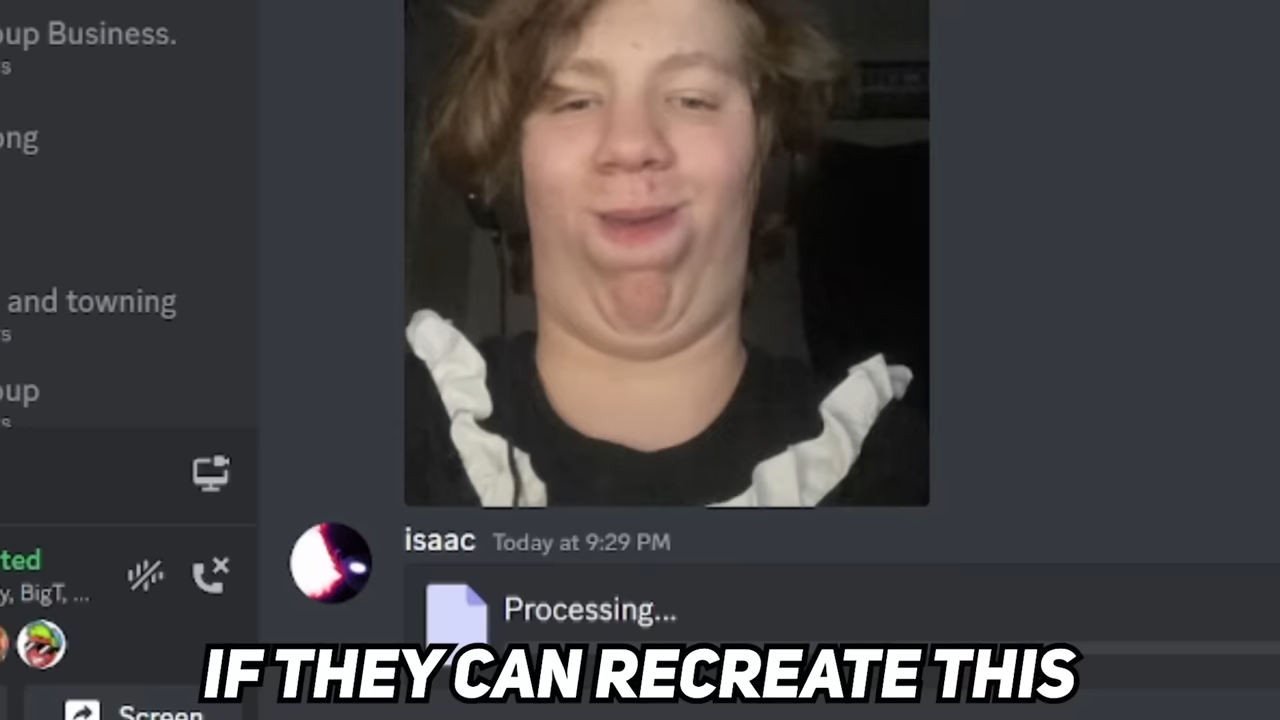 oup Business.
s
ong
and towning
rs
oup
s
isaac Today at 9:29 PM
ted
y, BigT, ...
Processing...
IF THEY CAN RECREATE THIS
Screen